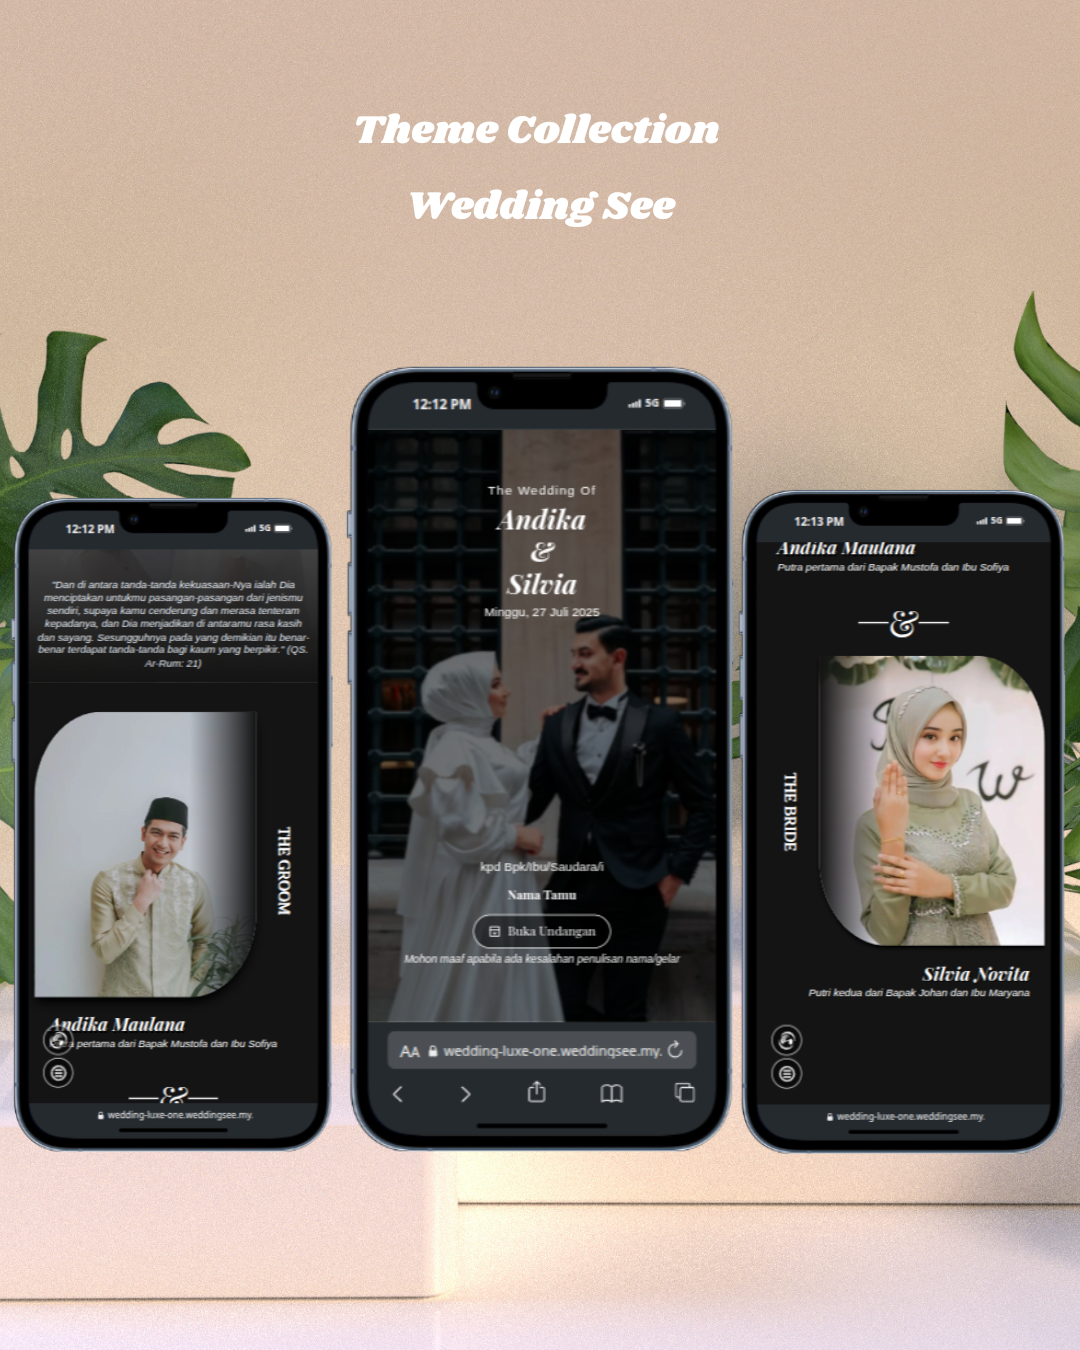 Theme Collection
Wedding See
12:12 PM
5G
"Dan di antara tanda-tanda kekuasaan-Nya ialah Dia
menciptakan untukmu pasangan-pasangan dari jenismu
sendiri, supaya kamu cenderung dan merasa tenteram
kepadanya, dan Dia menjadikan di antaramu rasa kasih
dan sayang. Sesungguhnya pada yang demikian itu benar-
benar terdapat tanda-tanda bagi kaum yang berpikir." (QS.
Ar-Rum: 21)
THE GROOM
Andika Maulana
pertama dari Bapak Mustofa dan Ibu Sofiya
&
wedding-luxe-one.weddingsee.my.
12:12 PM
5G
The Wedding Of
Andika
&
Silvia
Minggu, 27 Juli 2025
kpd Bpk/Ibu/Saudara/i
Nama Tamu
Buka Undangan
Mohon maaf apabila ada kesalahan penulisan nama/gelar
AA wedding-luxe-one.weddingsee.my.
12:13 PM
5G
Andika Maulana
Putra pertama dari Bapak Mustofa dan Ibu Sofiya
&
W
THE BRIDE
Silvia Novita
Putri kedua dari Bapak Johan dan Ibu Maryana
wedding-luxe-one.weddingsee.my.